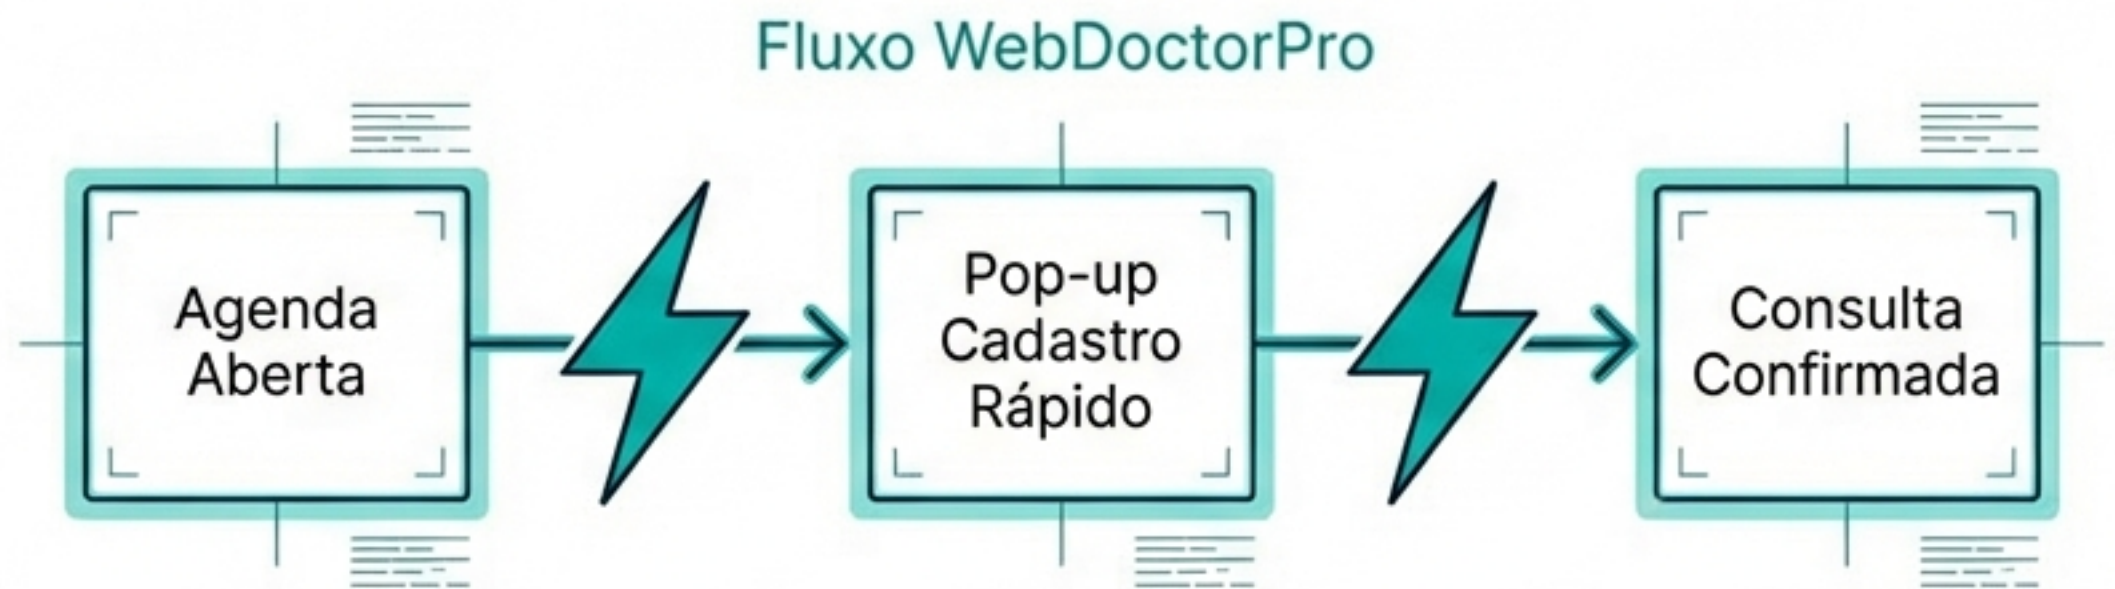 Fluxo WebDoctorPro
Agenda
Aberta
Pop-up
Cadastro
Rápido
Consulta
Confirmada